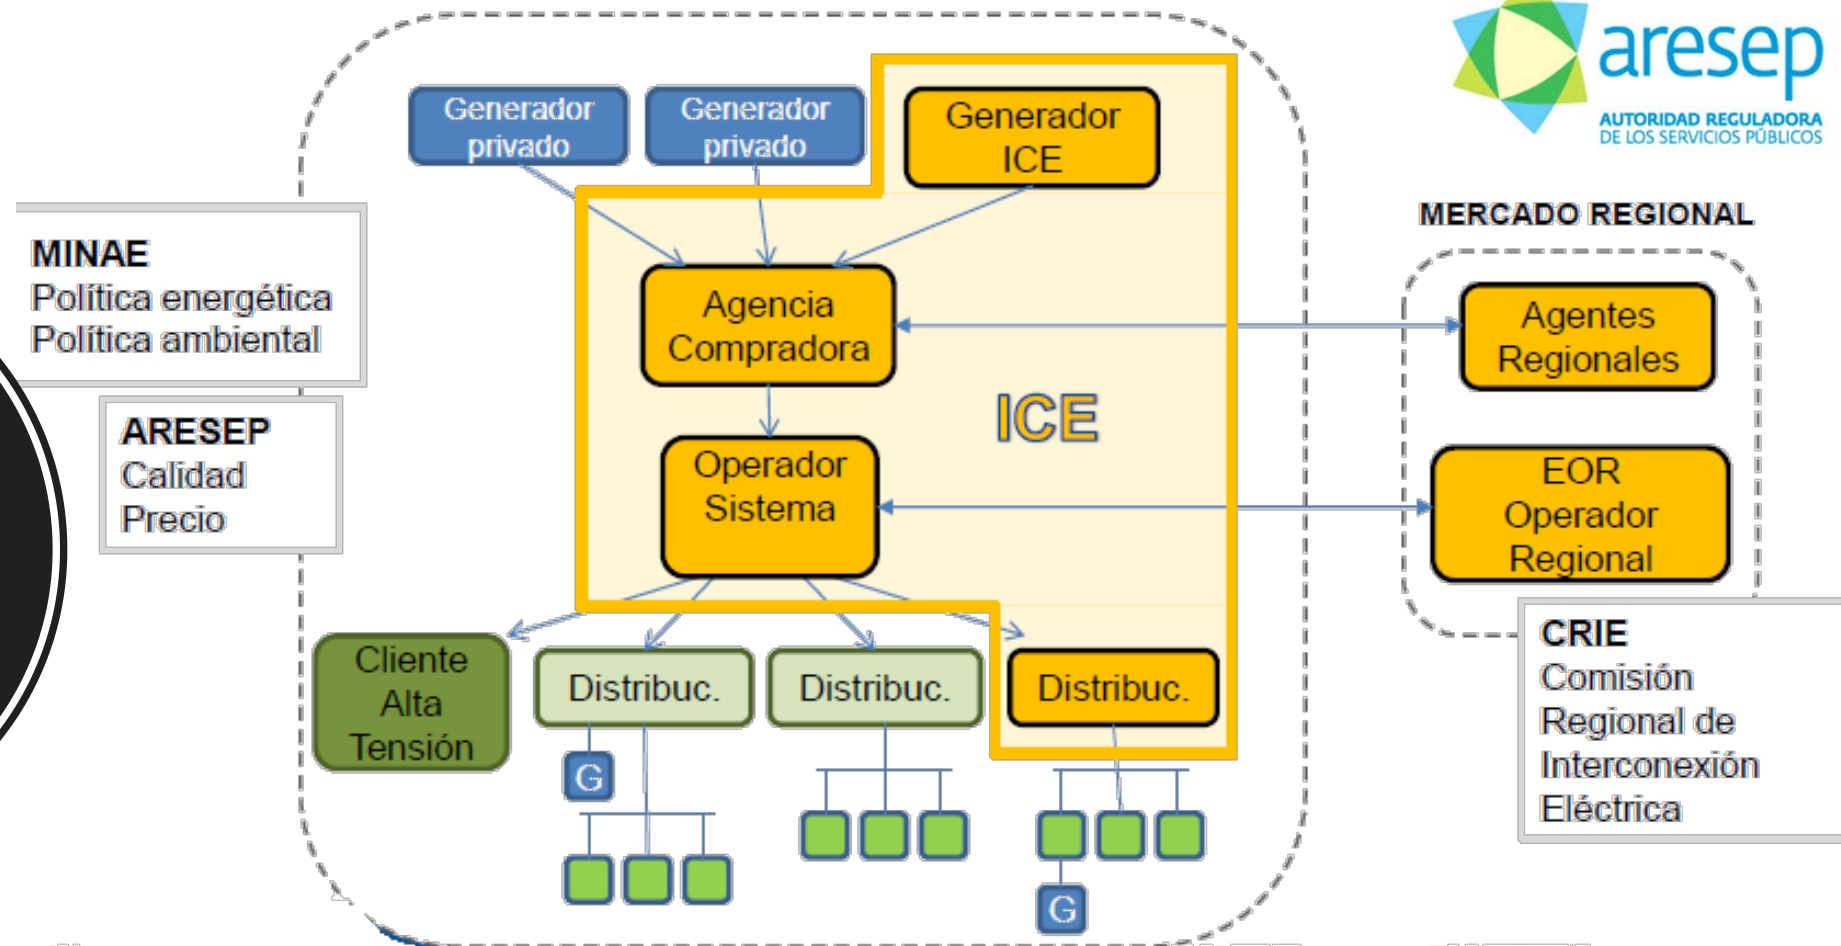 aresep
AUTORIDAD REGULADORA
DE LOS SERVICIOS PÚBLICOS
Generador
privado
Generador
privado
Generador
ICE
MERCADO REGIONAL
MINAE
Política energética
Política ambiental
Agencia
Compradora
Agentes
Regionales
ICE
ARESEP
Calidad
Precio
Operador
Sistema
EOR
Operador
Regional
Cliente
Alta
Tensión
Distribuc.
Distribuc.
Distribuc.
CRIE
Comisión
Regional de
Interconexión
Eléctrica
G
G